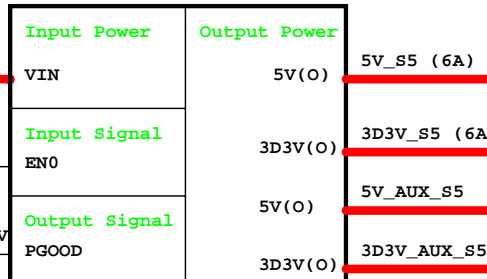 Input Power
Output Power
VIN
5V(O)
5V_S5 (6A)
Input Signal
3D3V(O)
3D3V_S5 (6A
EN0
5V(O)
5V_AUX_S5
Output Signal
V
PGOOD
3D3V(O)
3D3V_AUX_S5